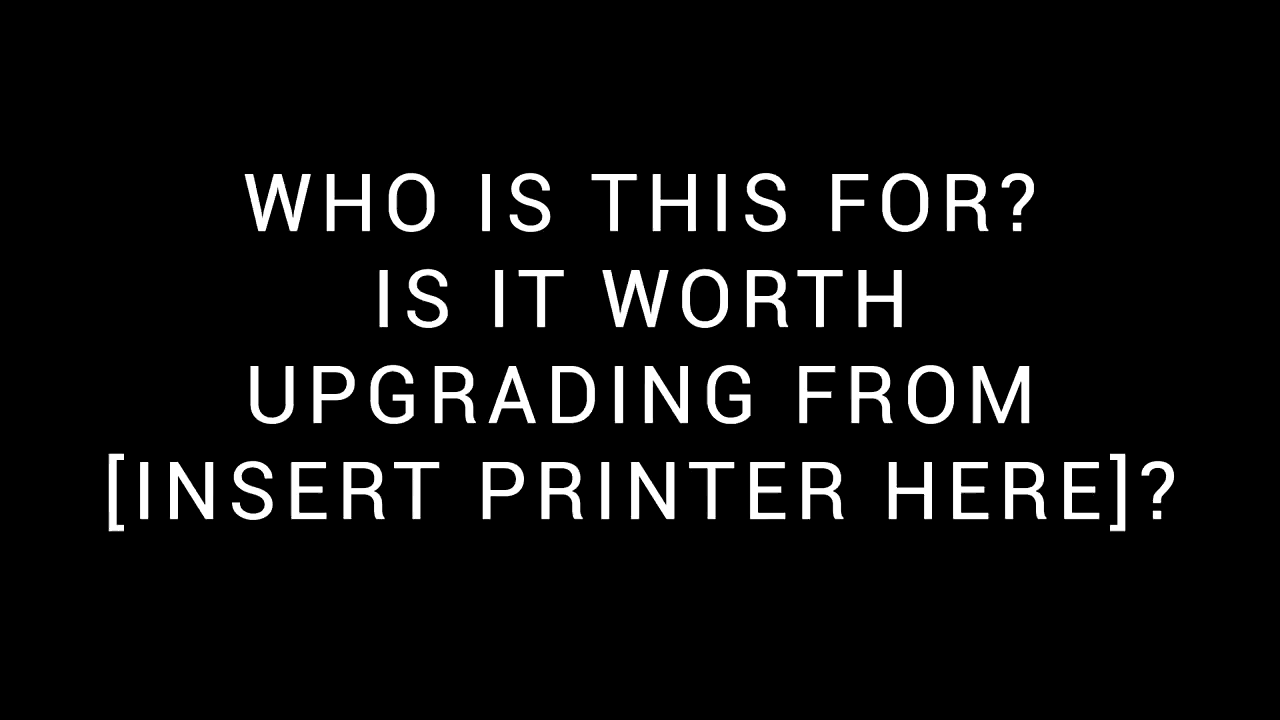 WHO IS THIS FOR?
IS IT WORTH
UPGRADING FROM
[INSERT PRINTER HERE]?